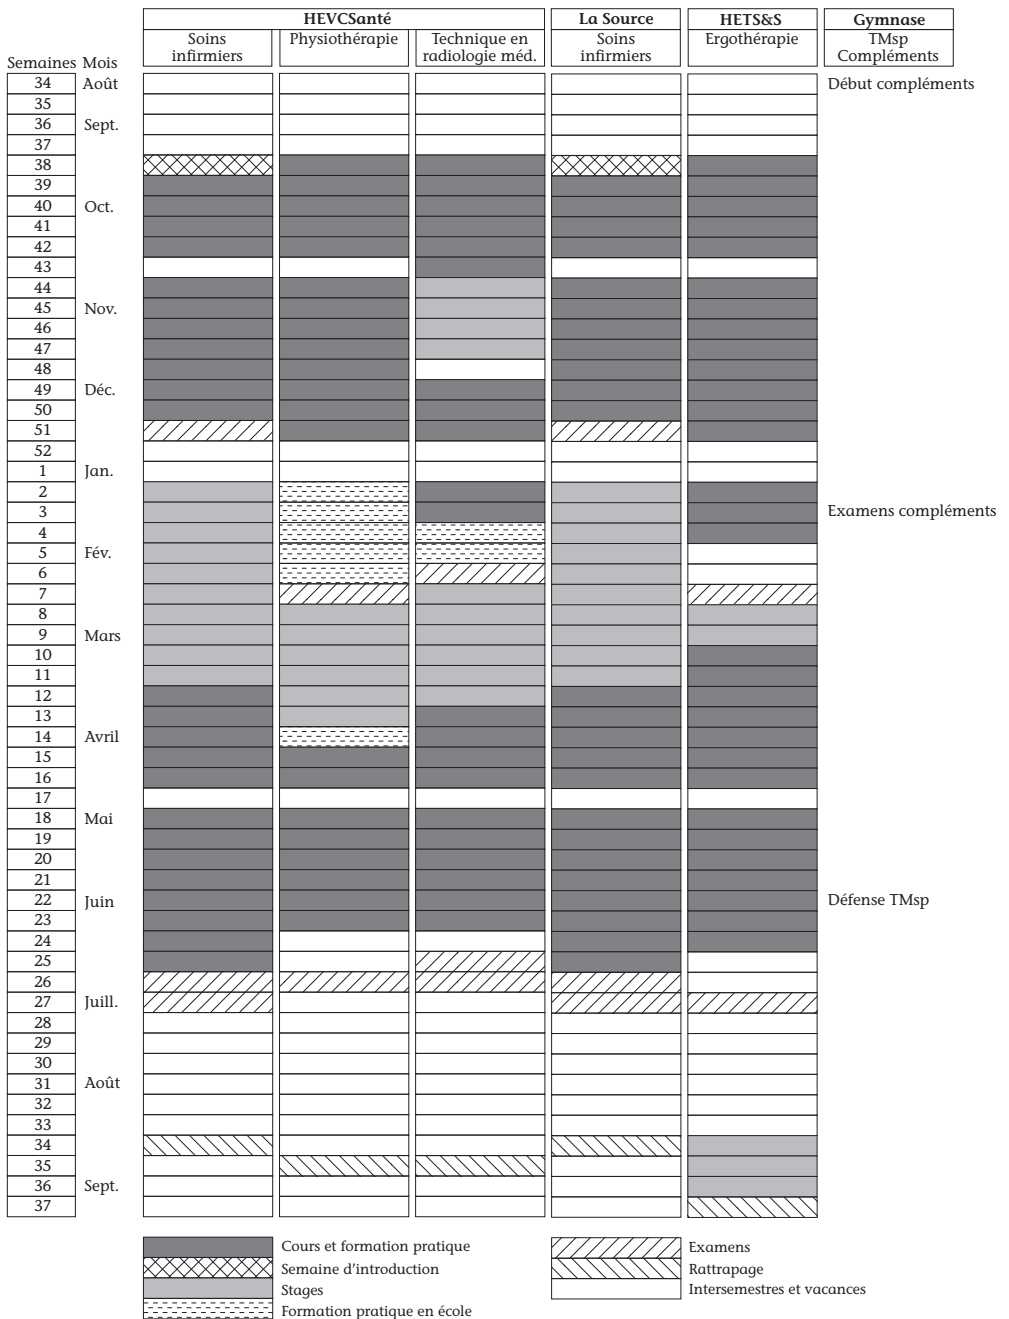 HEVCSanté La Source HETS&S Gymnase
Soins infirmiers Physiothérapie Technique en radiologie méd. Soins infirmiers Ergothérapie TMsp Compléments
Semaines Mois
34 Août Début compléments
35
36 Sept.
37
38
39
40 Oct.
41
42
43
44
45 Nov.
46
47
48
49 Déc.
50
51
52
1 Jan.
2
3 Examens compléments
4
5 Fév.
6
7
8
9 Mars
10
11
12
13
14 Avril
15
16
17
18 Mai
19
20
21
22 Juin Défense TMsp
23
24
25
26
27 Juill.
28
29
30
31 Août
32
33
34
35
36 Sept.
37
Cours et formation pratique
Semaine d'introduction
Stages
Formation pratique en école
Examens
Rattrapage
Intersemestres et vacances